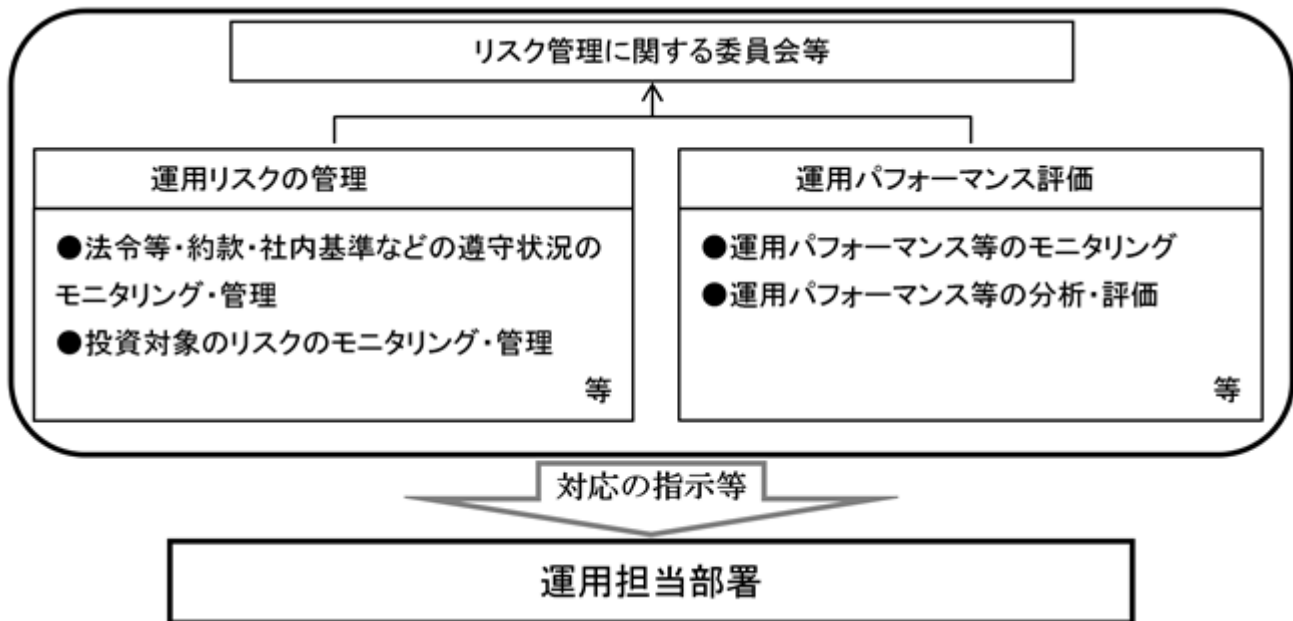 リスク管理に関する委員会等
運用リスクの管理
●法令等・約款・社内基準などの遵守状況の
モニタリング・管理
●投資対象のリスクのモニタリング・管理
等
運用パフォーマンス評価
●運用パフォーマンス等のモニタリング
●運用パフォーマンス等の分析・評価
等
対応の指示等
運用担当部署